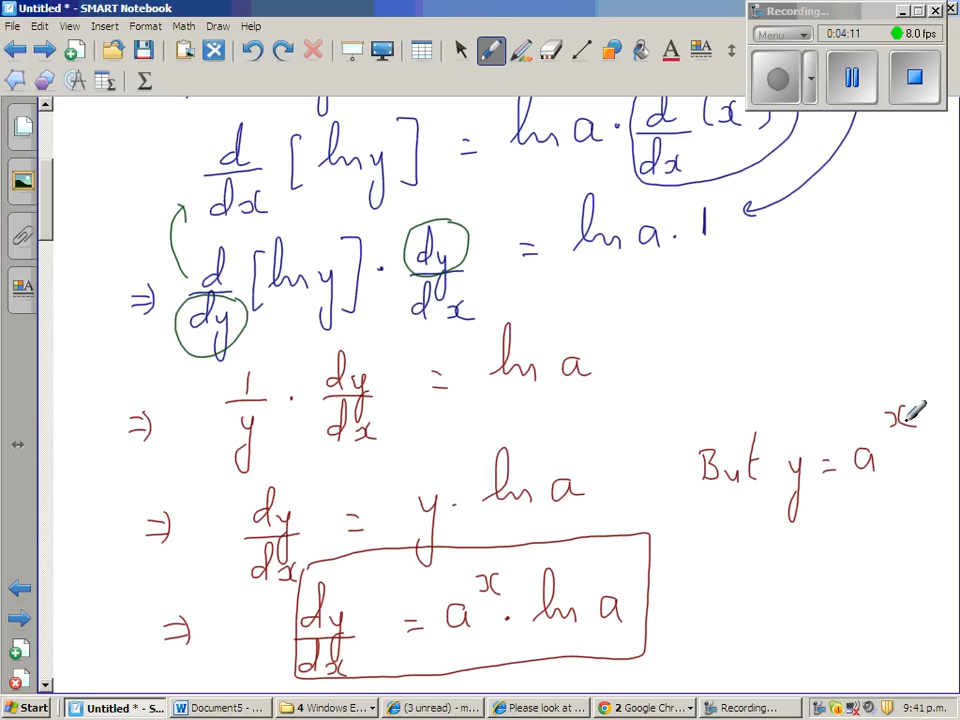 Untitled * - SMART Notebook
Recording...
File Edit View Insert Format Math Draw Help
Menu 0:04:11 8.0 fps
d/dx [ln y] = ln a · d/dx (x)
⇒ d/dy [ln y] · dy/dx = ln a · 1
⇒ 1/y · dy/dx = ln a
But y = a^x
⇒ dy/dx = y · ln a
⇒ dy/dx = a^x · ln a
Start Untitled * - S... Document5 - ... 4 Windows E... (3 unread) - m... Please look at ... 2 Google Chr... Recording... 9:41 p.m.